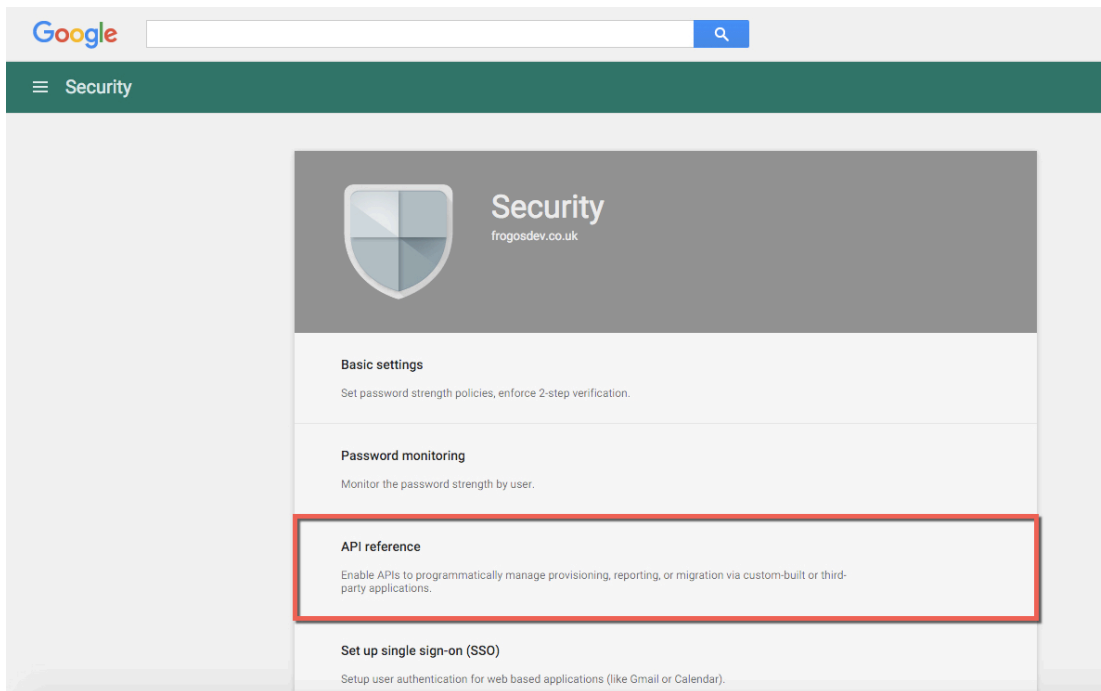 Google
Security
Security
frogosdev.co.uk
Basic settings
Set password strength policies, enforce 2-step verification.
Password monitoring
Monitor the password strength by user.
API reference
Enable APIs to programmatically manage provisioning, reporting, or migration via custom-built or third-
party applications.
Set up single sign-on (SSO)
Setup user authentication for web based applications (like Gmail or Calendar).